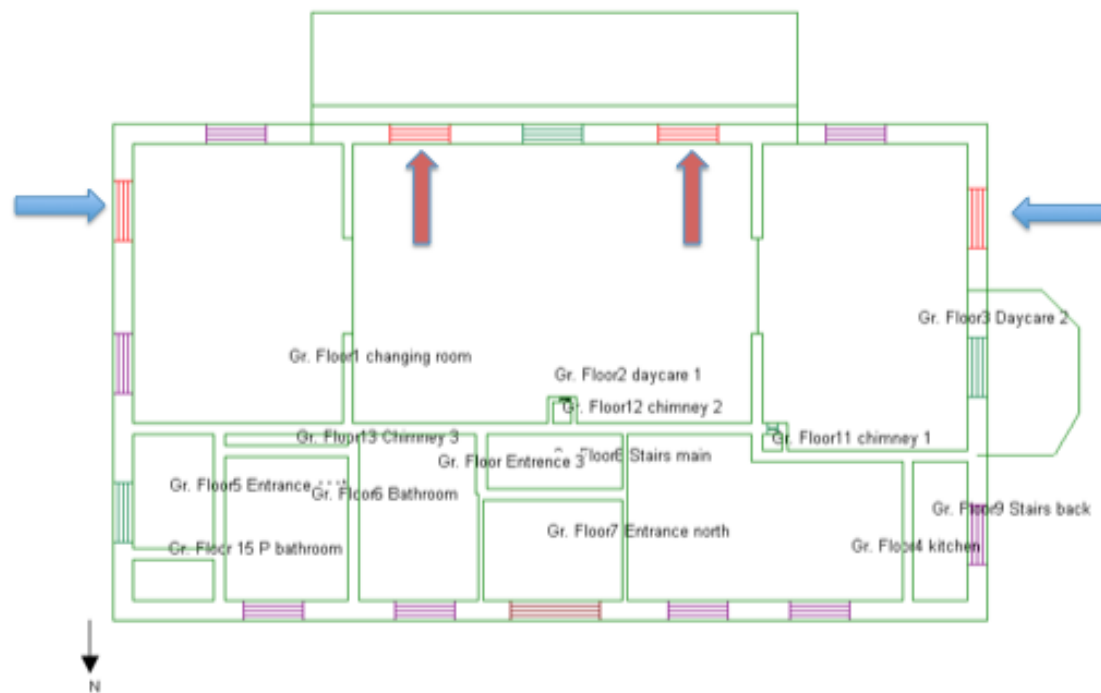 Gr. Floor3 Daycare 2
Gr. Floor1 changing room
Gr. Floor2 daycare 1
Gr. Floor12 chimney 2
Gr. Floor13 Chimney 3
Gr. Floor11 chimney 1
Gr. Floor Entrence 3
Floor8 Stairs main
Gr. Floor5 Entrance
Gr. Floor6 Bathroom
Gr. Floor9 Stairs back
Gr. Floor7 Entrance north
Gr. Floor 15 P bathroom
Gr. Floor4 kitchen
N